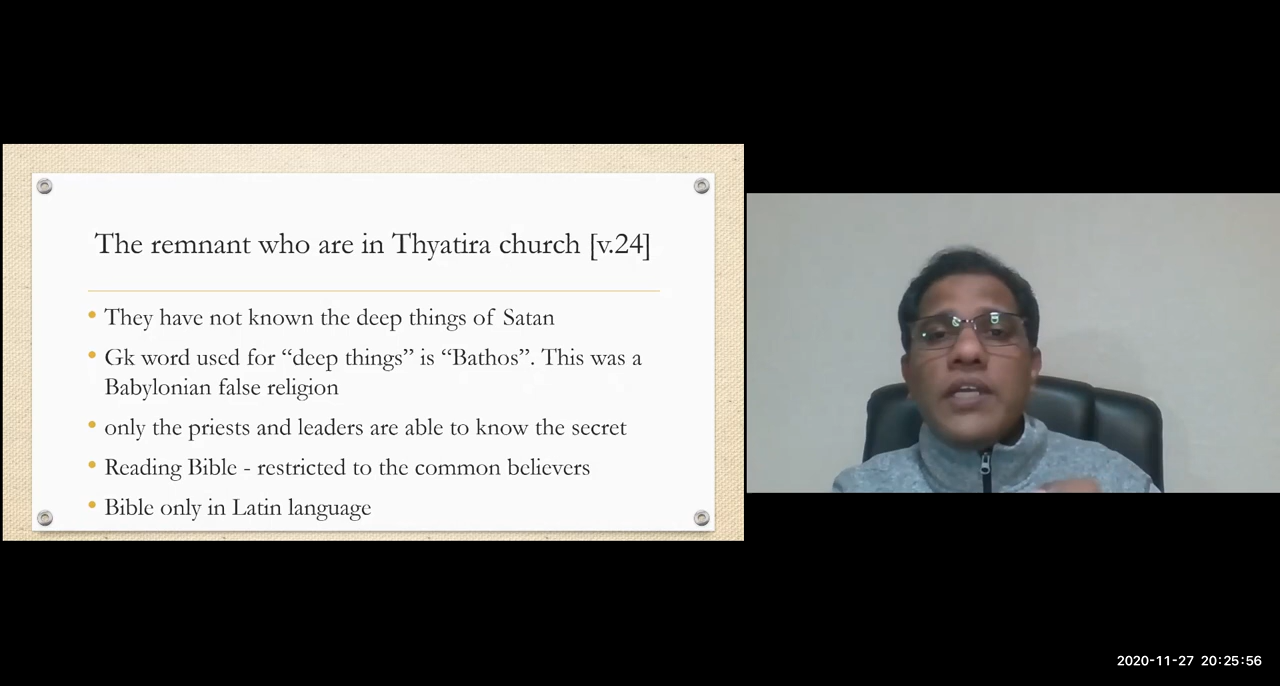 The remnant who are in Thyatira church [v.24]
• They have not known the deep things of Satan
• Gk word used for “deep things” is “Bathos”. This was a
Babylonian false religion
• only the priests and leaders are able to know the secret
• Reading Bible - restricted to the common believers
• Bible only in Latin language
2020-11-27 20:25:56